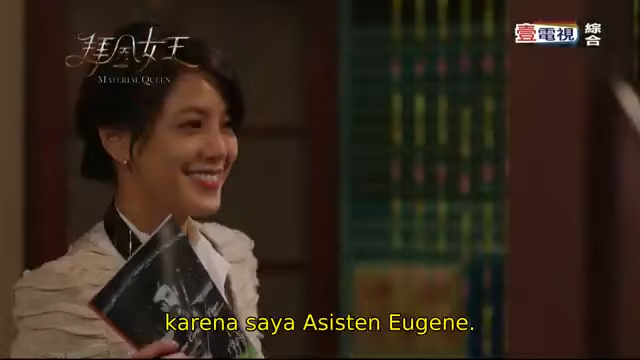 拜金女王
MATERIAL QUEEN
壹電視
綜合
karena saya Asisten Eugene.